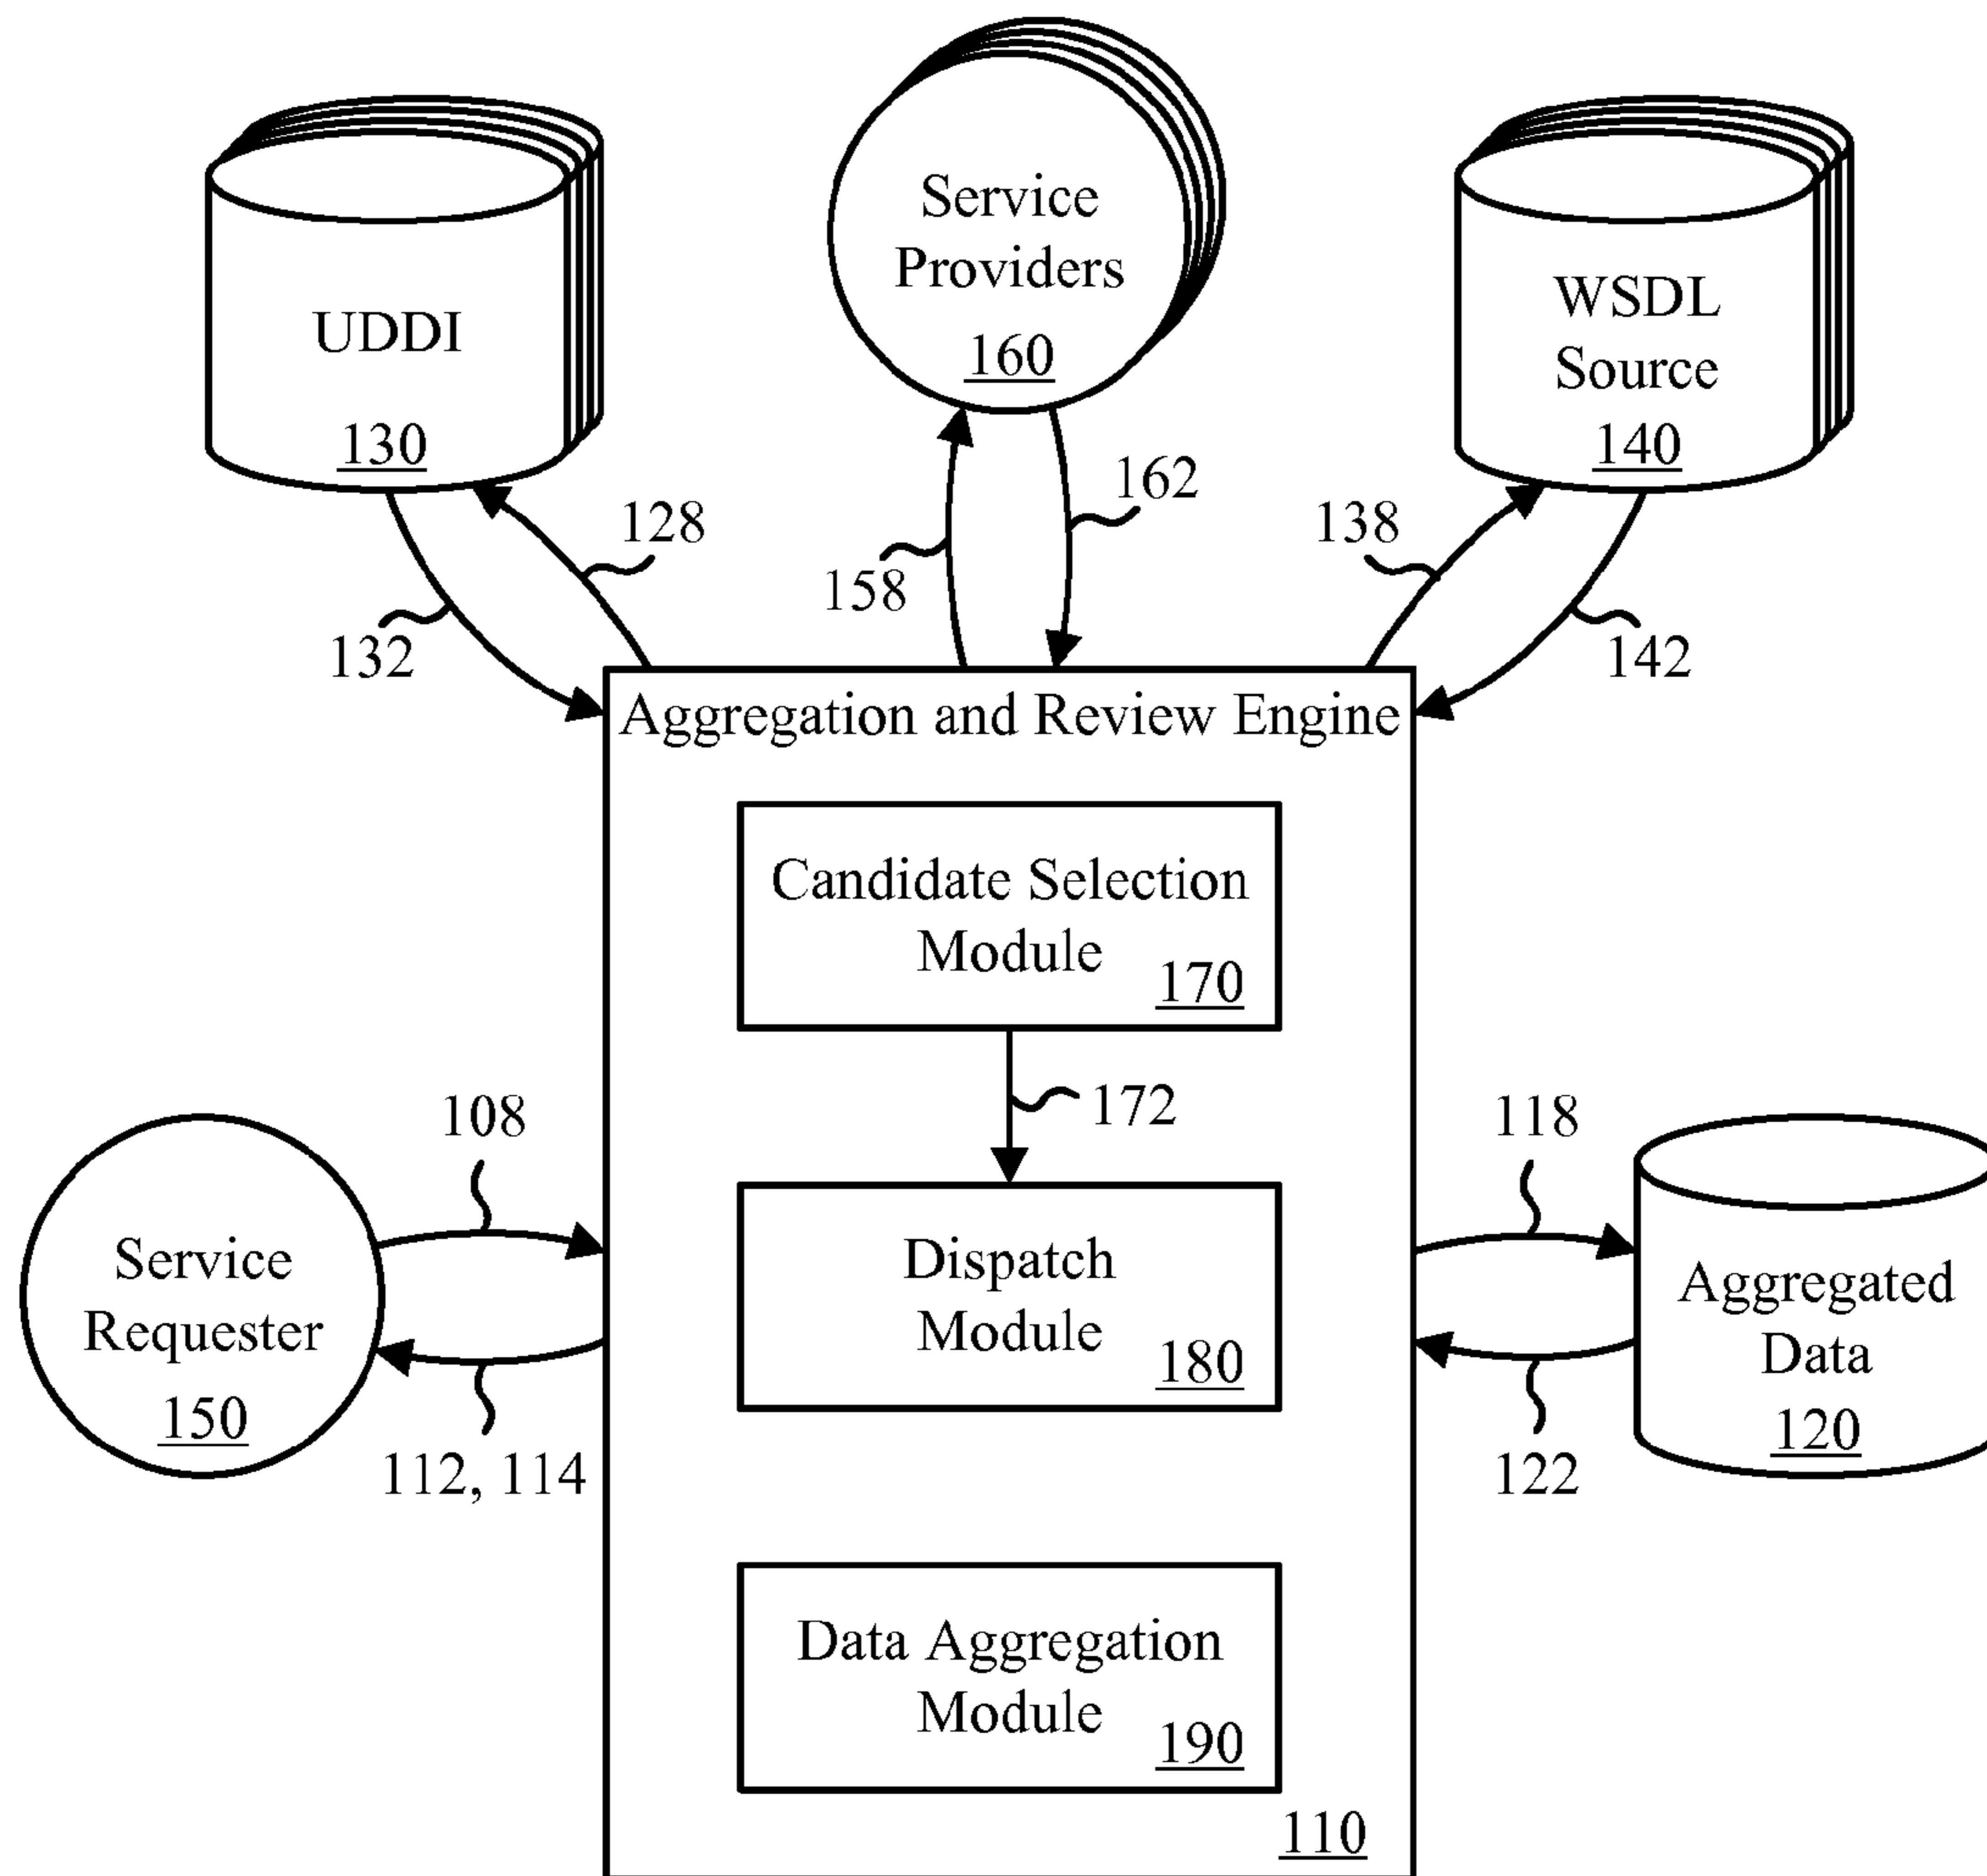 Service
Providers
160
UDDI
130
WSDL
Source
140
162
128
138
158
132
142
Aggregation and Review Engine
Candidate Selection
Module
170
172
108
118
Service
Requester
150
Dispatch
Module
180
Aggregated
Data
120
112, 114
122
Data Aggregation
Module
190
110